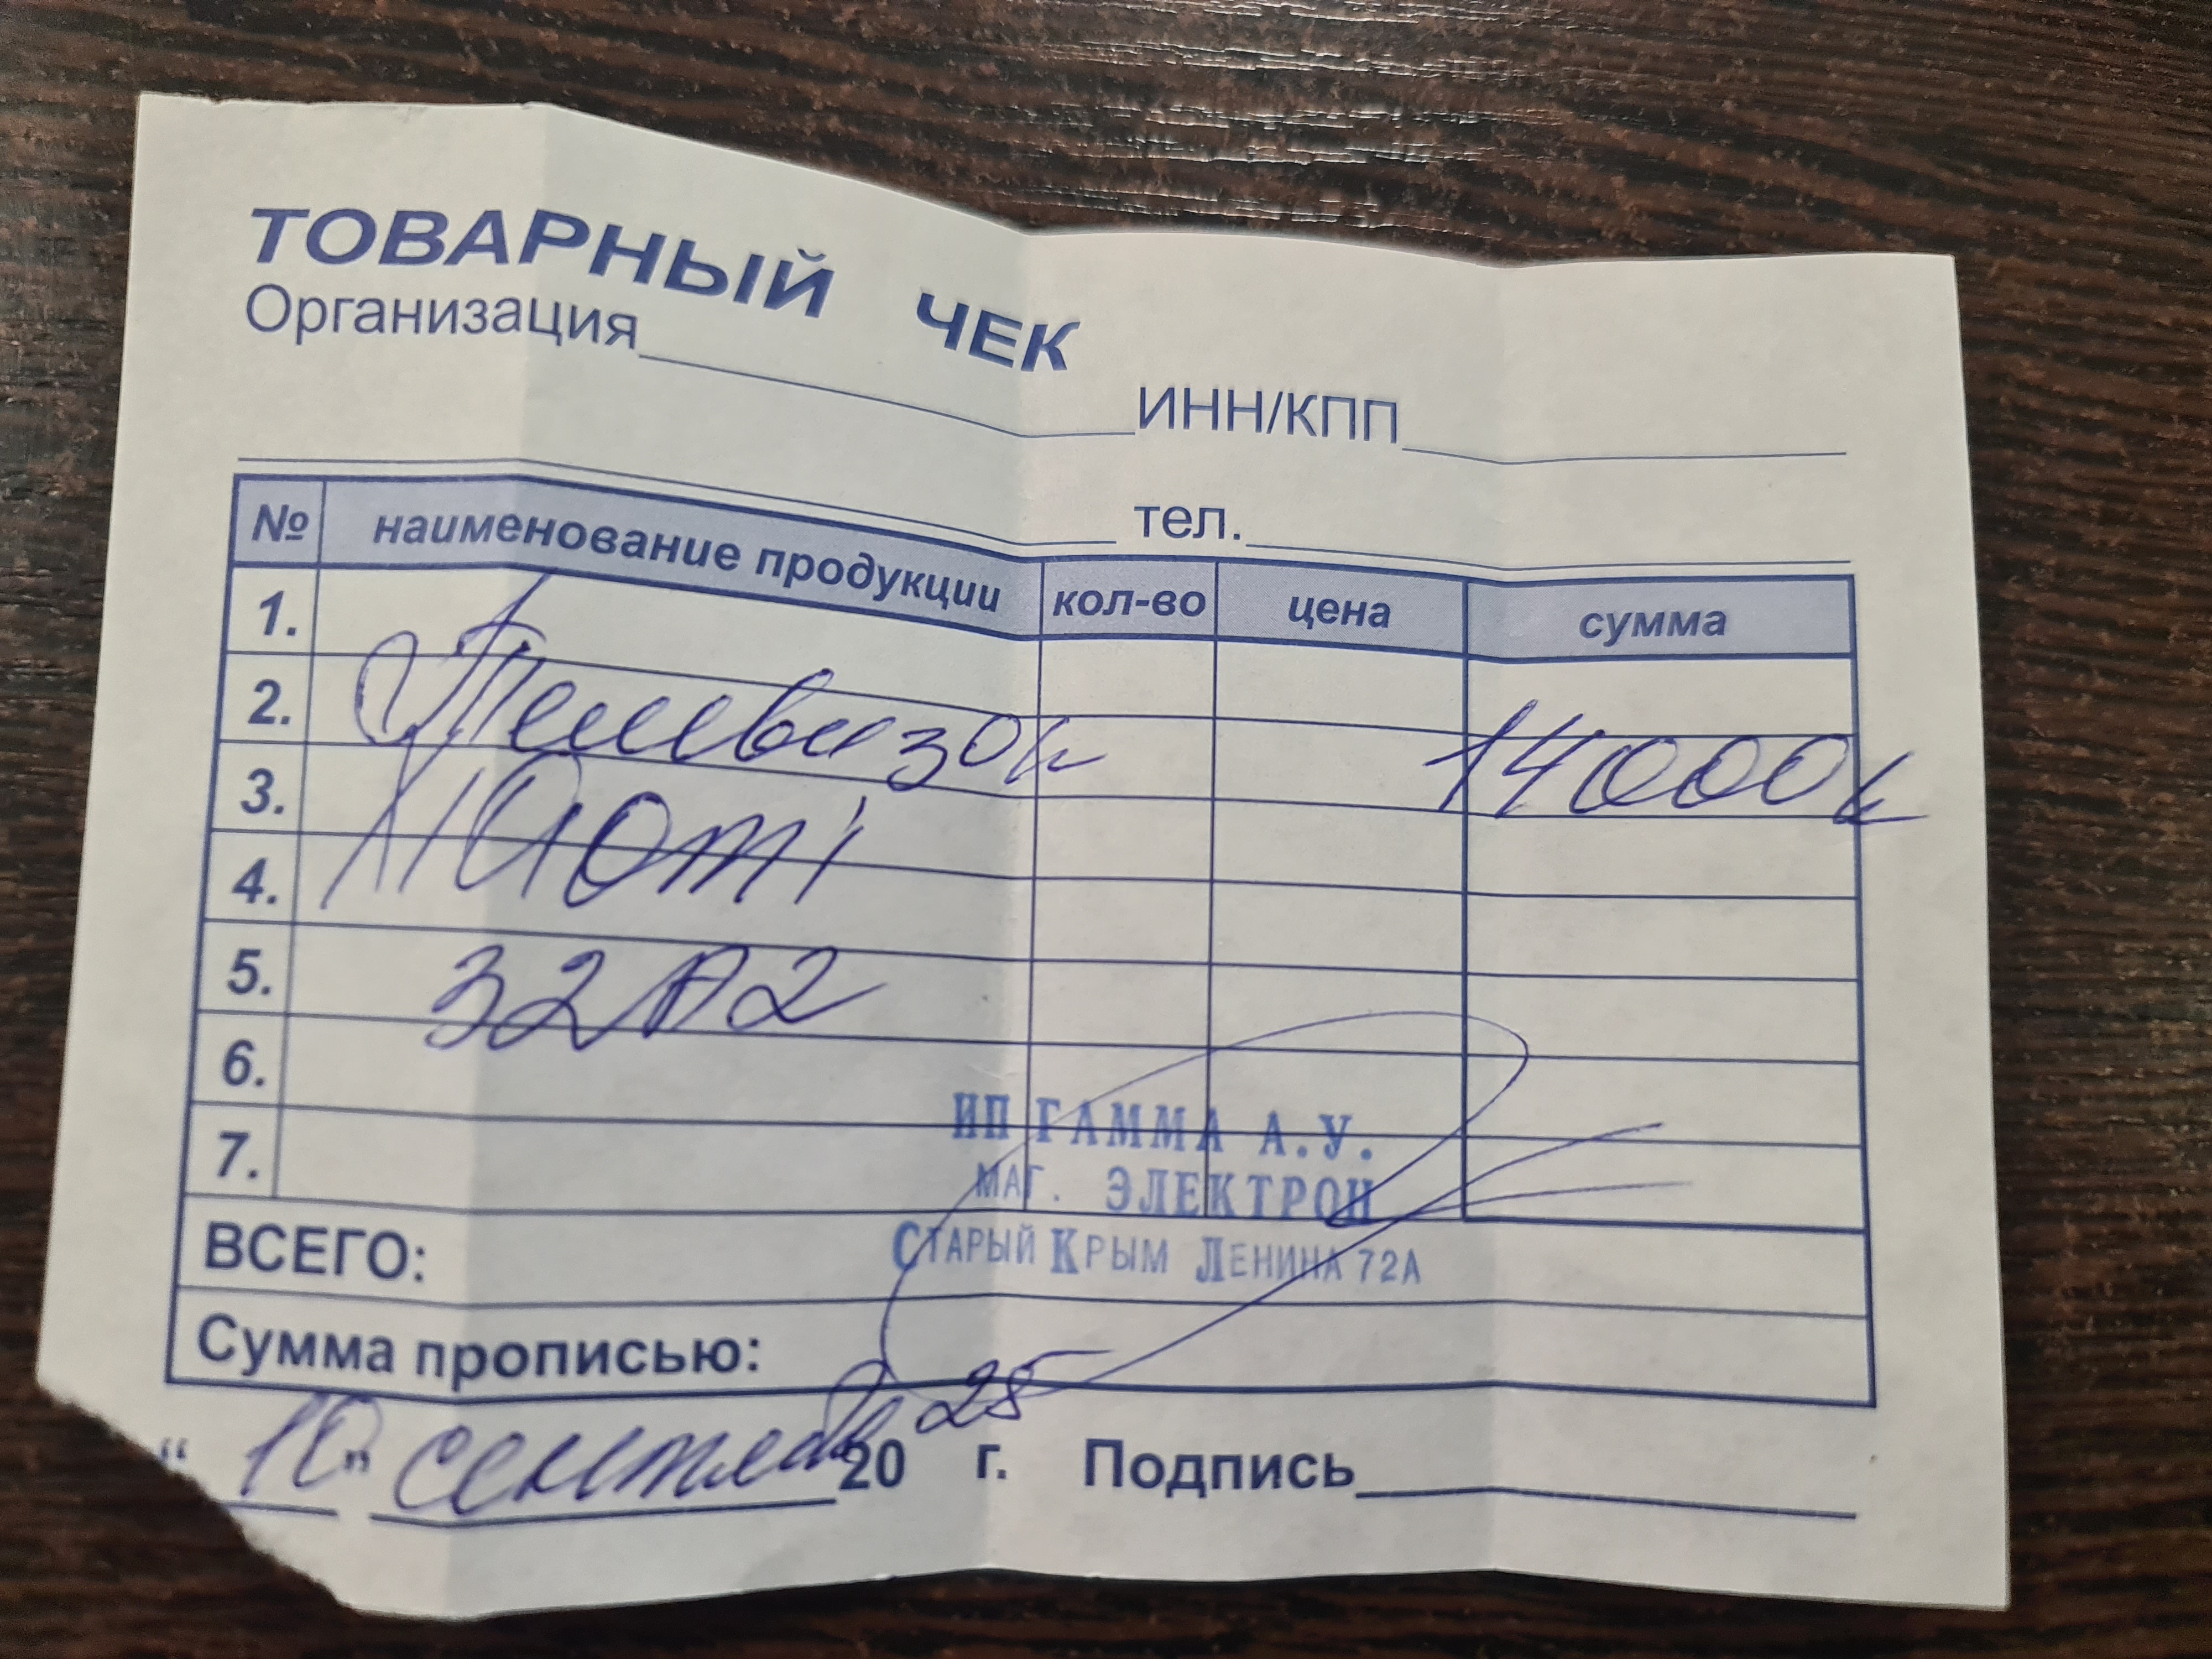 ТОВАРНЫЙ ЧЕК
Организация ИНН/КПП
тел.
№ наименование продукции кол-во цена сумма
1.
2. Телевизор 14000
3. XIAOmi
4.
5. 32A2
6.
7.
ИП ГАММА А.У.
МАГ. ЭЛЕКТРОН
СТАРЫЙ КРЫМ ЛЕНИНА 72А
ВСЕГО:
Сумма прописью:
“ 10 ” сентября 20 25 г. Подпись